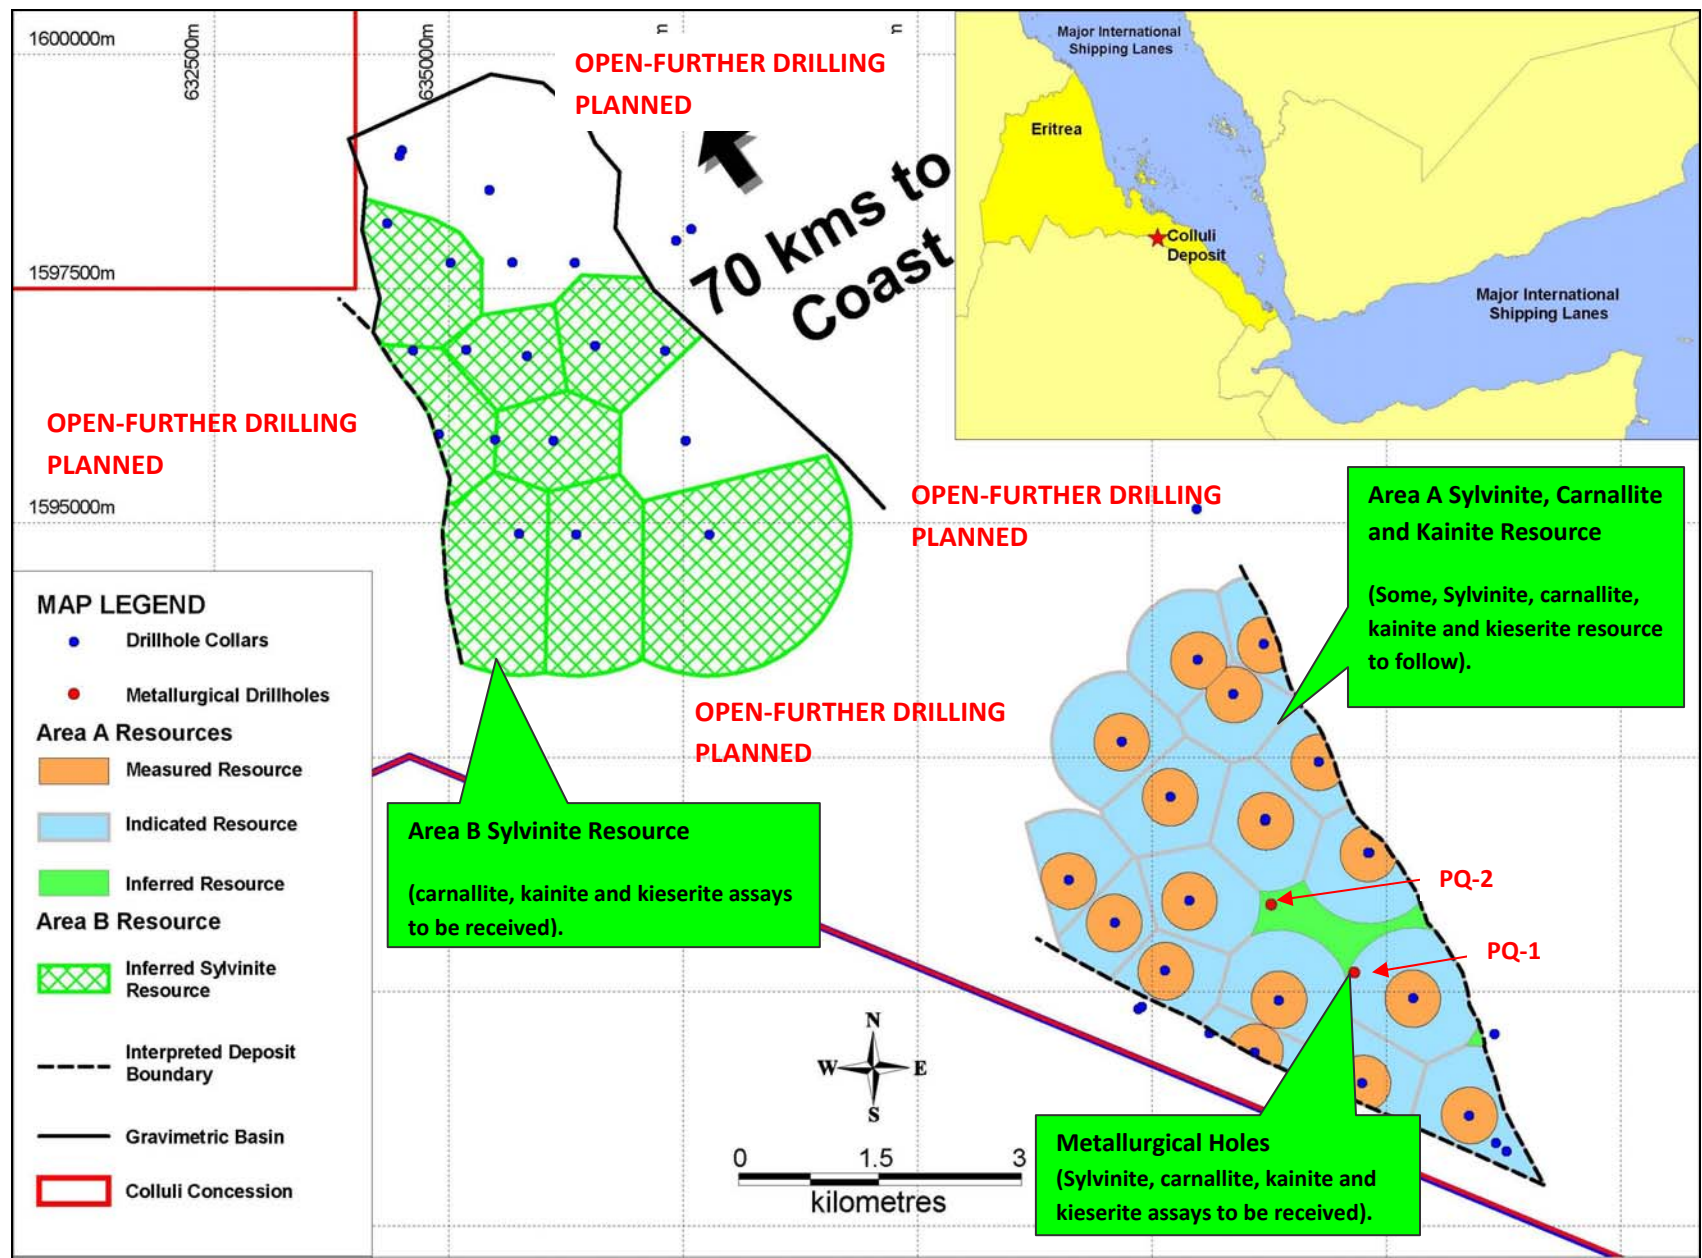 1600000m
632500m
635000m
m
m
OPEN-FURTHER DRILLING
PLANNED
70 kms to
Coast
1597500m
OPEN-FURTHER DRILLING
PLANNED
1595000m
OPEN-FURTHER DRILLING
PLANNED
OPEN-FURTHER DRILLING
PLANNED
Major International
Shipping Lanes
Eritrea
Colluli
Deposit
Major International
Shipping Lanes
Area A Sylvinite, Carnallite
and Kainite Resource
(Some, Sylvinite, carnallite,
kainite and kieserite resource
to follow).
MAP LEGEND
Drillhole Collars
Metallurgical Drillholes
Area A Resources
Measured Resource
Indicated Resource
Inferred Resource
Area B Resource
Inferred Sylvinite
Resource
Interpreted Deposit
Boundary
Gravimetric Basin
Colluli Concession
Area B Sylvinite Resource
(carnallite, kainite and kieserite assays
to be received).
PQ-2
PQ-1
N
W
E
S
0 1.5 3
kilometres
Metallurgical Holes
(Sylvinite, carnallite, kainite and
kieserite assays to be received).